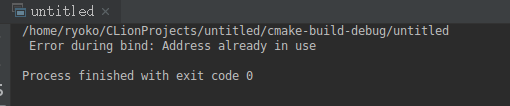 untitled
/home/ryoko/CLionProjects/untitled/cmake-build-debug/untitled
Error during bind: Address already in use
Process finished with exit code 0